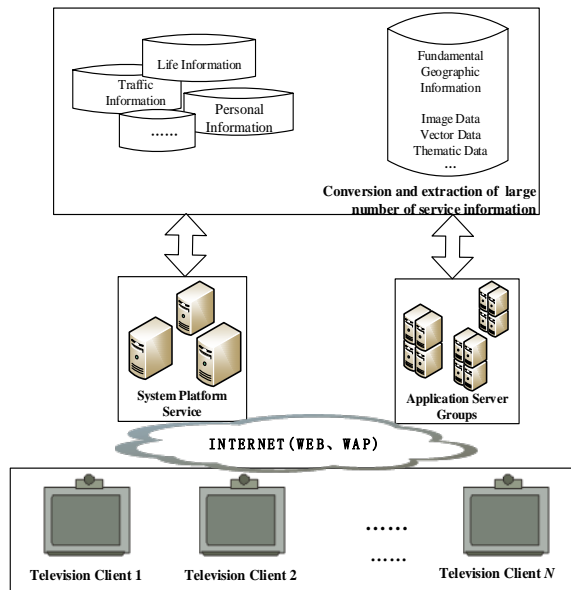 Life Information
Traffic
Information
Personal
Information
……
Fundamental
Geographic
Information
Image Data
Vector Data
Thematic Data
...
Conversion and extraction of large
number of service information
System Platform
Service
Application Server
Groups
INTERNET(WEB、WAP)
Television Client 1
Television Client 2
……
……
Television Client N